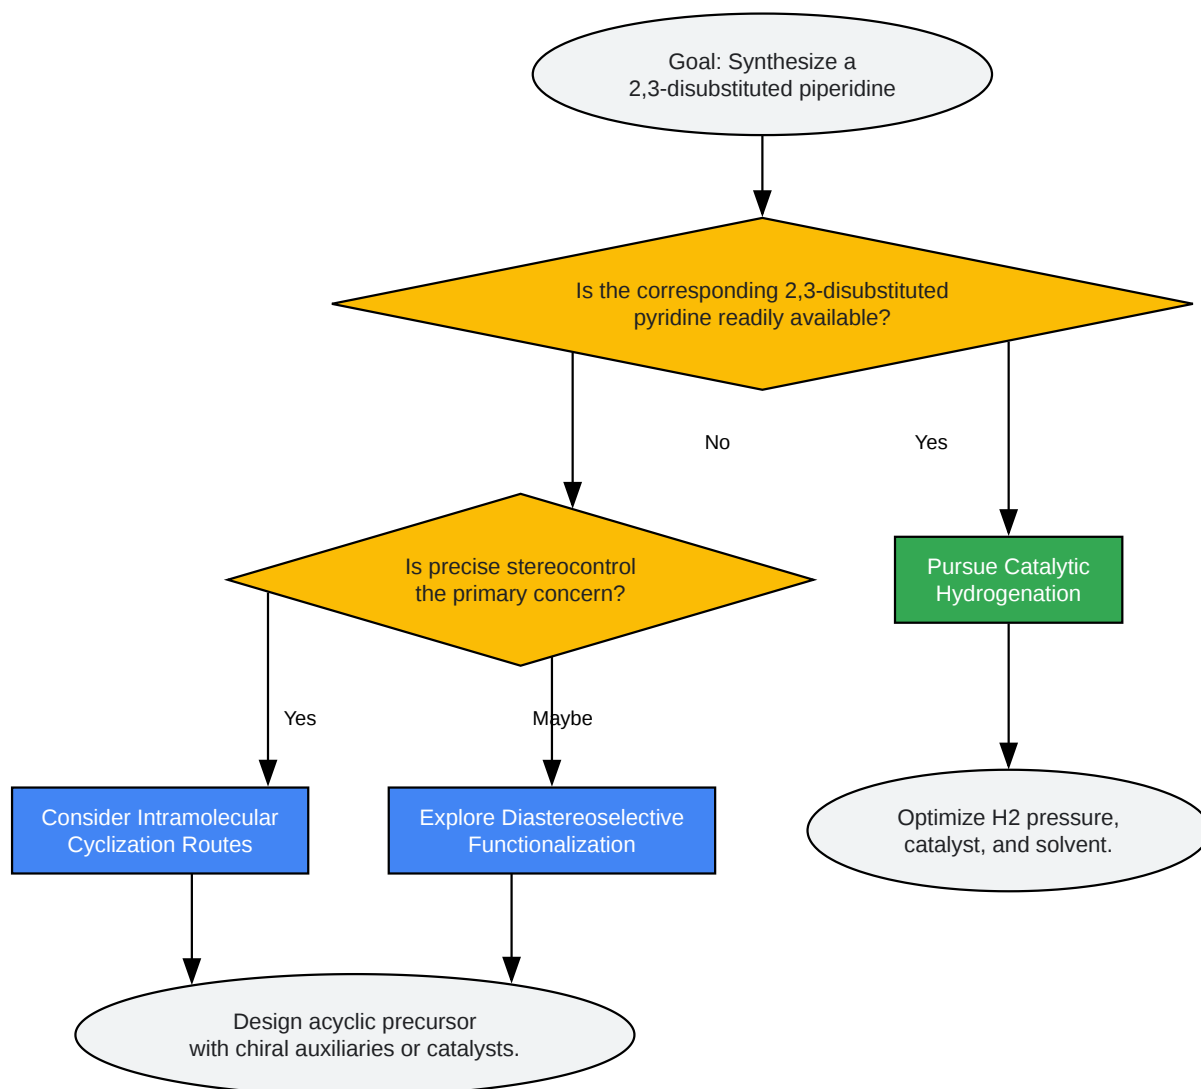 Goal: Synthesize a
2,3-disubstituted piperidine
Is the corresponding 2,3-disubstituted
pyridine readily available?
No
Yes
Is precise stereocontrol
the primary concern?
Pursue Catalytic
Hydrogenation
Yes
Maybe
Consider Intramolecular
Cyclization Routes
Explore Diastereoselective
Functionalization
Optimize H2 pressure,
catalyst, and solvent.
Design acyclic precursor
with chiral auxiliaries or catalysts.